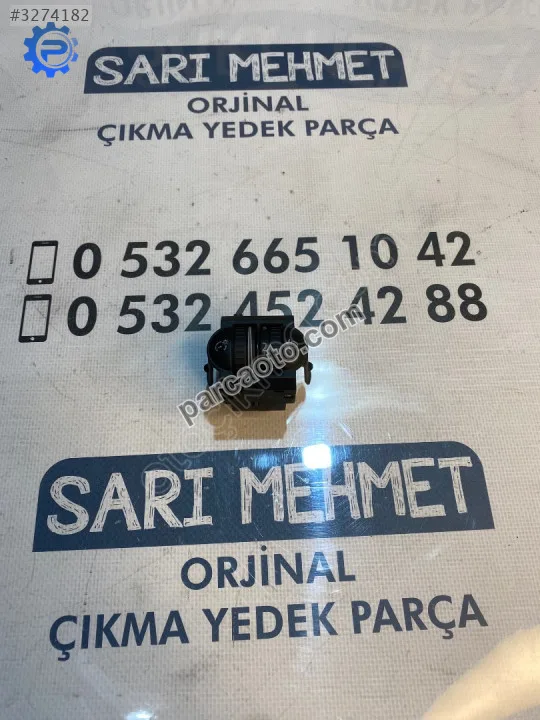 #3274182
SARI MEHMET
ORJİNAL
ÇIKMA YEDEK PARÇA
0 532 665 10 42
0 532 452 42 88
parcaoto.com
SARI MEHMET
ORJİNAL
ÇIKMA YEDEK PARÇA